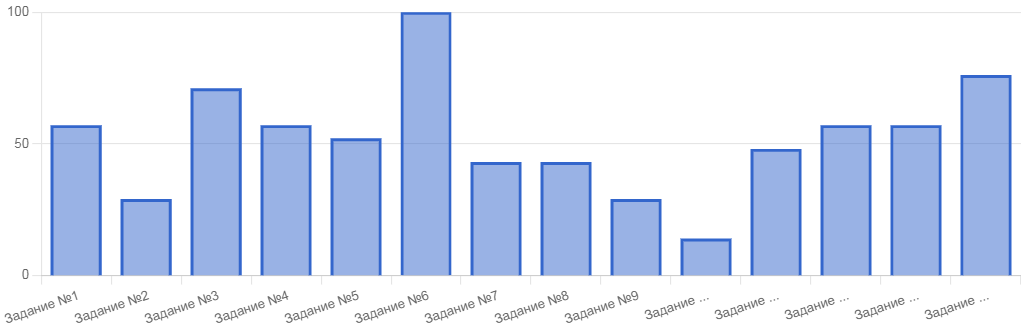 100
50
0
Задание №1
Задание №2
Задание №3
Задание №4
Задание №5
Задание №6
Задание №7
Задание №8
Задание №9
Задание ...
Задание ...
Задание ...
Задание ...
Задание ...